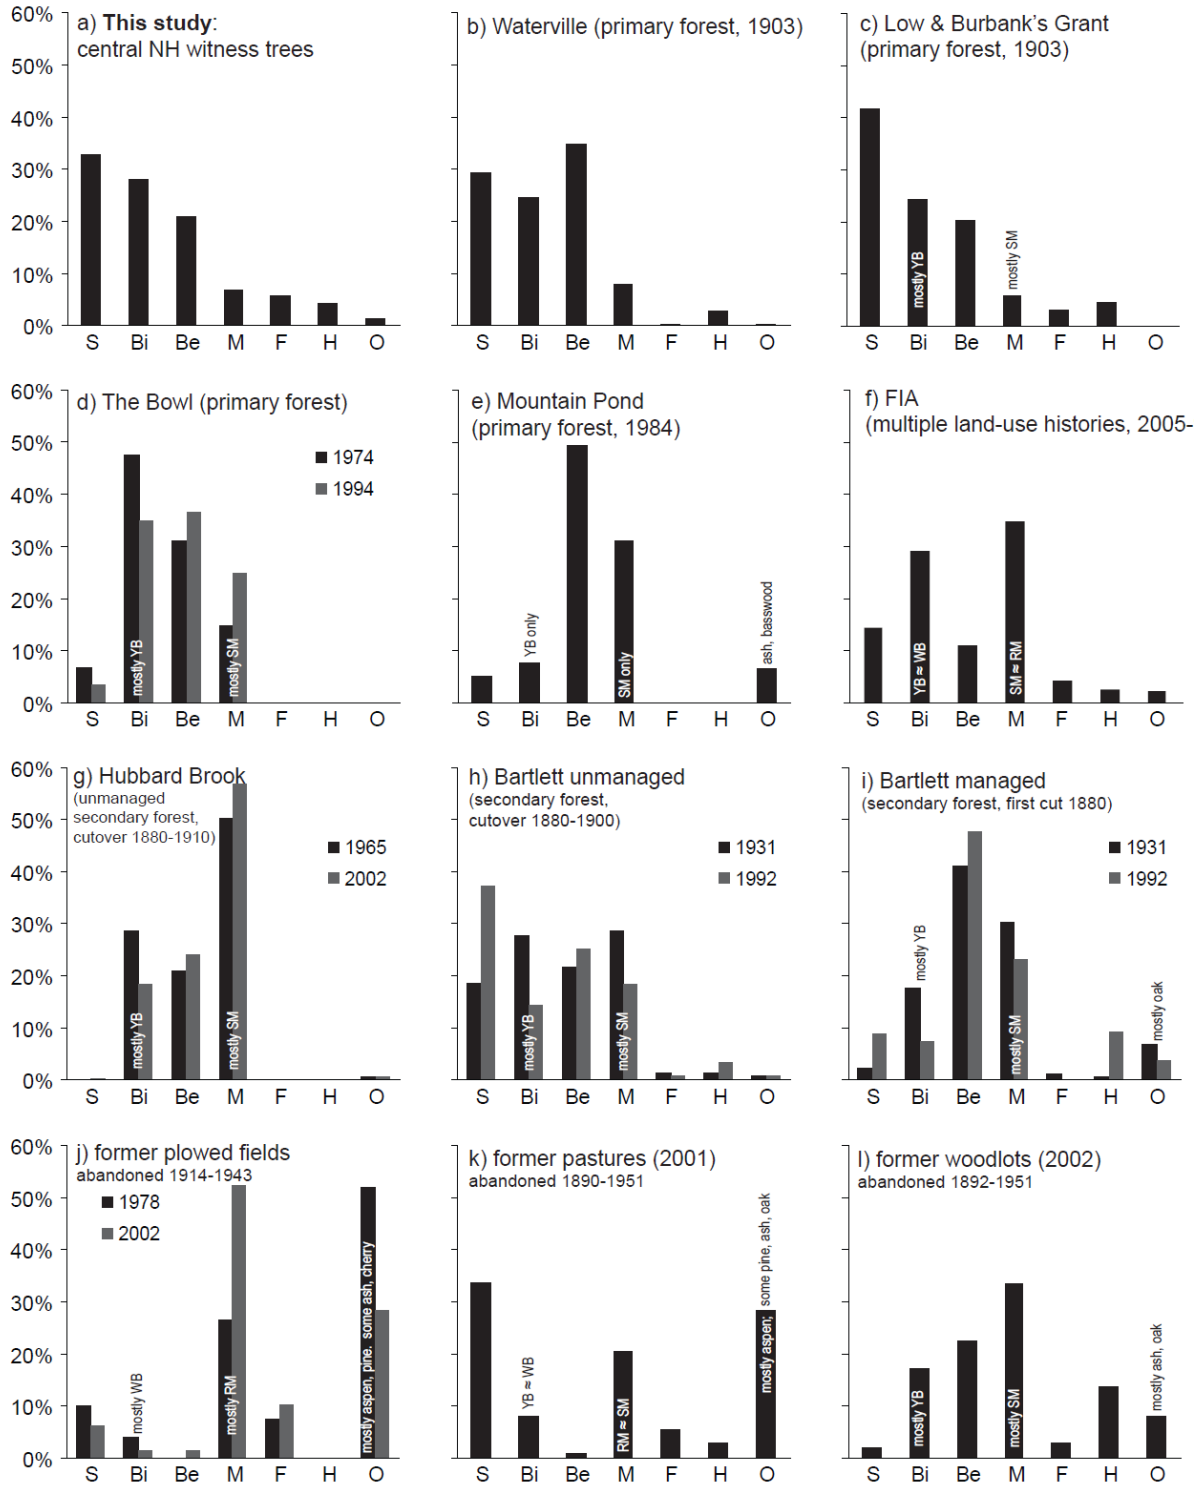 a) This study:
central NH witness trees
60%
50%
40%
30%
20%
10%
0%
S Bi Be M F H O
b) Waterville (primary forest, 1903)
S Bi Be M F H O
c) Low & Burbank's Grant
(primary forest, 1903)
mostly YB
mostly SM
S Bi Be M F H O
d) The Bowl (primary forest)
1974
1994
60%
50%
40%
30%
20%
10%
0%
mostly YB
mostly SM
S Bi Be M F H O
e) Mountain Pond
(primary forest, 1984)
YB only
SM only
ash, basswood
S Bi Be M F H O
f) FIA
(multiple land-use histories, 2005-
YB ≈ WB
SM ≈ RM
S Bi Be M F H O
g) Hubbard Brook
(unmanaged
secondary forest,
cutover 1880-1910)
1965
2002
60%
50%
40%
30%
20%
10%
0%
mostly YB
mostly SM
S Bi Be M F H O
h) Bartlett unmanaged
(secondary forest,
cutover 1880-1900)
1931
1992
mostly YB
mostly SM
S Bi Be M F H O
i) Bartlett managed
(secondary forest, first cut 1880)
1931
1992
mostly YB
mostly SM
mostly oak
S Bi Be M F H O
j) former plowed fields
abandoned 1914-1943
1978
2002
60%
50%
40%
30%
20%
10%
0%
mostly WB
mostly RM
mostly aspen, pine. some ash, cherry
S Bi Be M F H O
k) former pastures (2001)
abandoned 1890-1951
YB ≈ WB
RM ≈ SM
mostly aspen; some pine, ash, oak
S Bi Be M F H O
l) former woodlots (2002)
abandoned 1892-1951
mostly YB
mostly SM
mostly ash, oak
S Bi Be M F H O